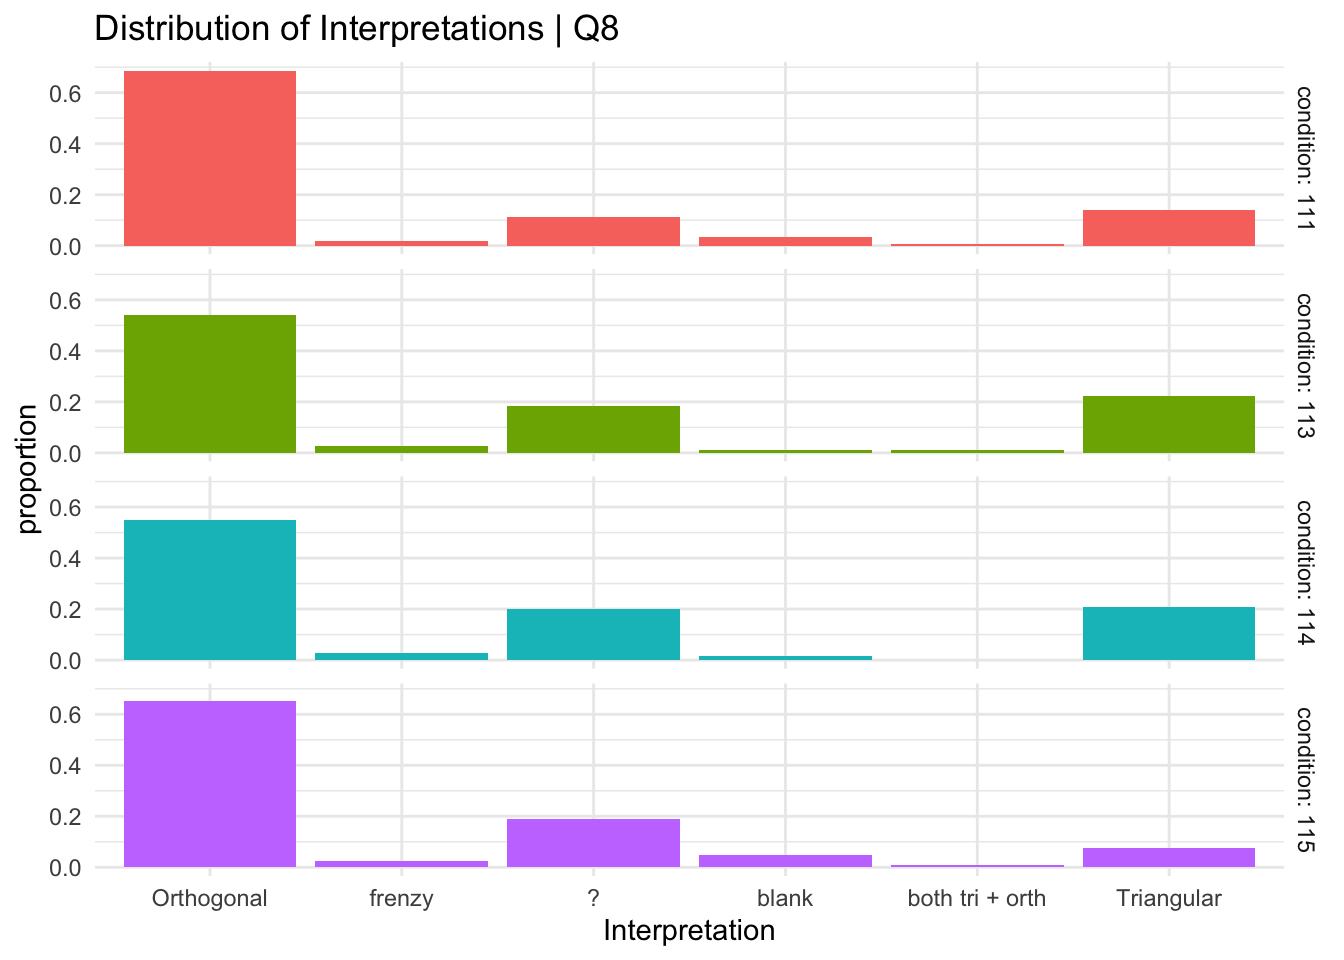 Distribution of Interpretations | Q8
0.6
0.4
0.2
0.0
condition: 111
0.6
0.4
0.2
0.0
condition: 113
proportion
0.6
0.4
0.2
0.0
condition: 114
0.6
0.4
0.2
0.0
condition: 115
Orthogonal frenzy ? blank both tri + orth Triangular
Interpretation